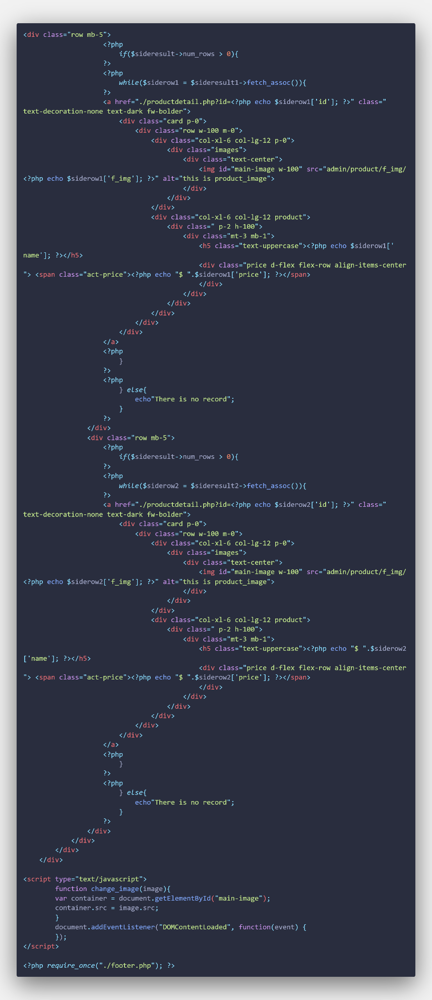 <div class="row mb-5">
<?php
if($sideresult->num_rows > 0){
?>
<?php
while($siderow1 = $sideresult1->fetch_assoc()){
?>
<a href="./productdetail.php?id=<?php echo $siderow1['id']; ?>" class="
text-decoration-none text-dark fw-bolder">
<div class="card p-0">
<div class="row w-100 m-0">
<div class="col-xl-6 col-lg-12 p-0">
<div class="images">
<div class="text-center">
<img id="main-image w-100" src="admin/product/f_img/
<?php echo $siderow1['f_img']; ?>" alt="this is product_image">
</div>
</div>
</div>
<div class="col-xl-6 col-lg-12 product">
<div class=" p-2 h-100">
<div class="mt-3 mb-1">
<h5 class="text-uppercase"><?php echo $siderow1['
name']; ?></h5>
<div class="price d-flex flex-row align-items-center
"> <span class="act-price"><?php echo "$ ".$siderow1['price']; ?></span>
</div>
</div>
</div>
</div>
</div>
</div>
</a>
<?php
}
?>
<?php
} else{
echo"There is no record";
}
?>
</div>
<div class="row mb-5">
<?php
if($sideresult->num_rows > 0){
?>
<?php
while($siderow2 = $sideresult2->fetch_assoc()){
?>
<a href="./productdetail.php?id=<?php echo $siderow2['id']; ?>" class="
text-decoration-none text-dark fw-bolder">
<div class="card p-0">
<div class="row w-100 m-0">
<div class="col-xl-6 col-lg-12 p-0">
<div class="images">
<div class="text-center">
<img id="main-image w-100" src="admin/product/f_img/
<?php echo $siderow2['f_img']; ?>" alt="this is product_image">
</div>
</div>
</div>
<div class="col-xl-6 col-lg-12 product">
<div class=" p-2 h-100">
<div class="mt-3 mb-1">
<h5 class="text-uppercase"><?php echo "$ ".$siderow2
['name']; ?></h5>
<div class="price d-flex flex-row align-items-center
"> <span class="act-price"><?php echo "$ ".$siderow2['price']; ?></span>
</div>
</div>
</div>
</div>
</div>
</div>
</a>
<?php
}
?>
<?php
} else{
echo"There is no record";
}
?>
</div>
</div>
</div>
</div>
<script type="text/javascript">
function change_image(image){
var container = document.getElementById("main-image");
container.src = image.src;
}
document.addEventListener("DOMContentLoaded", function(event) {
});
</script>
<?php require_once("./footer.php"); ?>